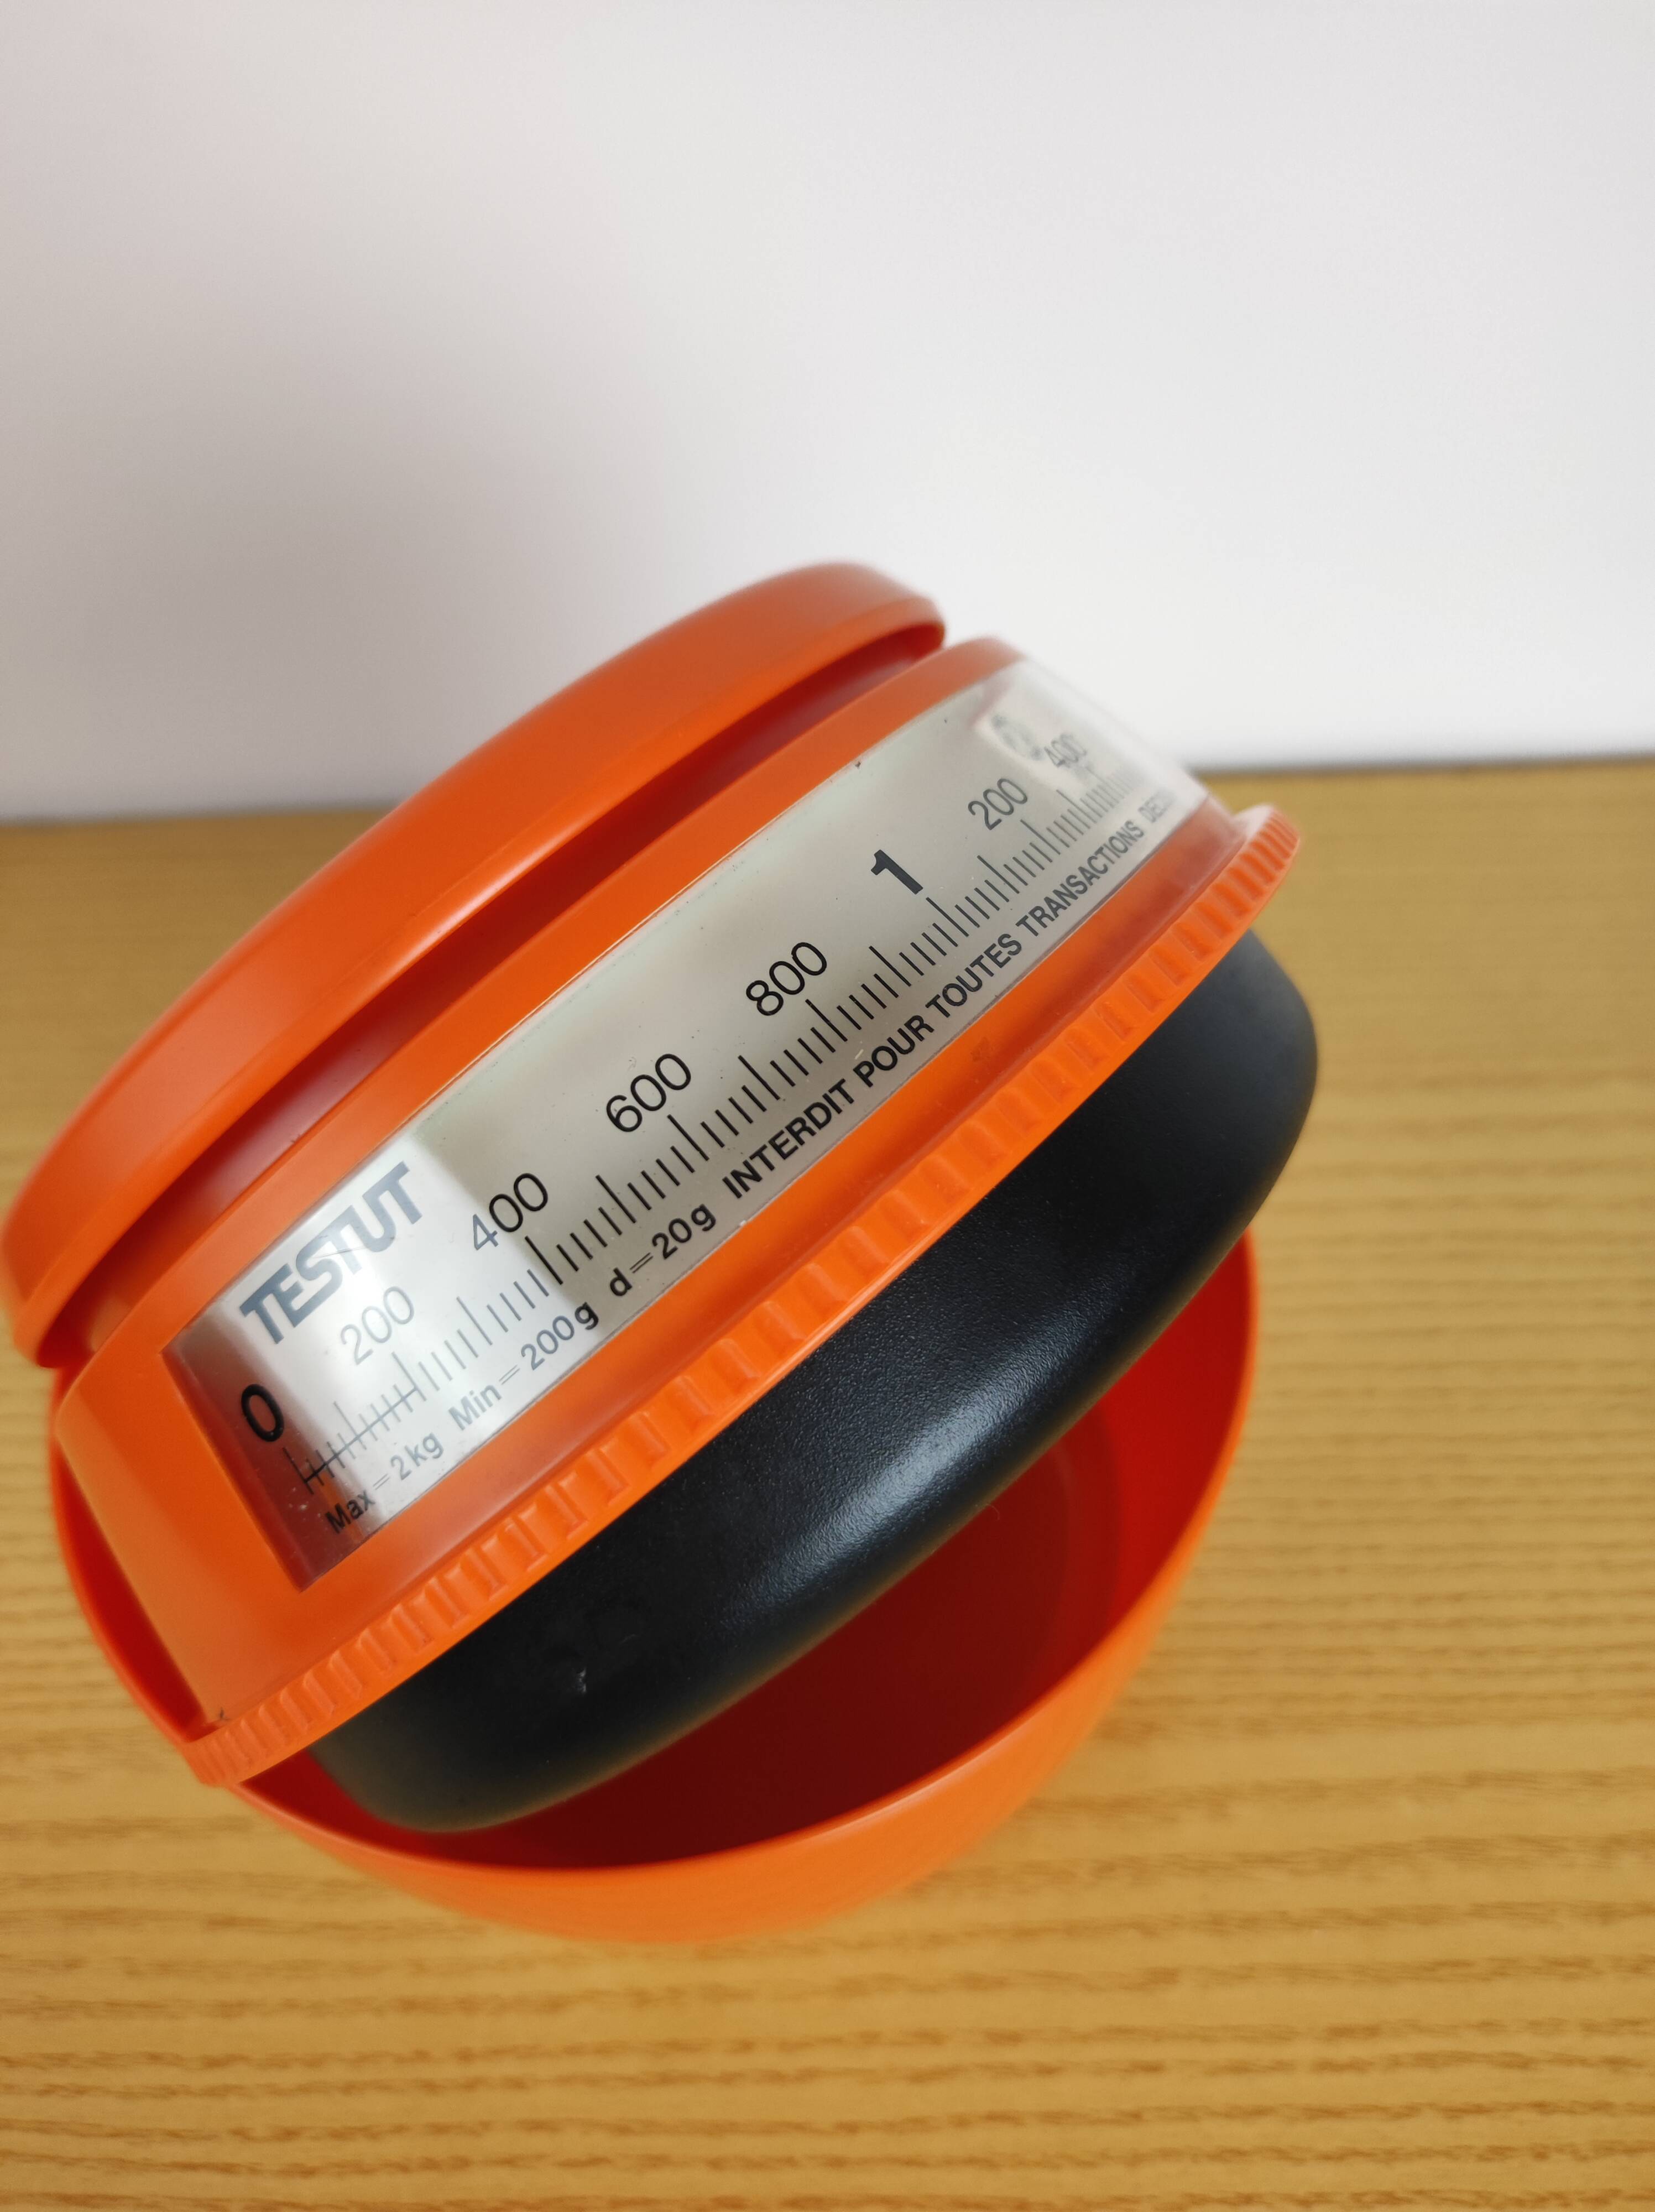 TESTUT
0 200 400 600 800 1 200 400
Max=2kg Min=200g d=20g INTERDIT POUR TOUTES TRANSACTIONS